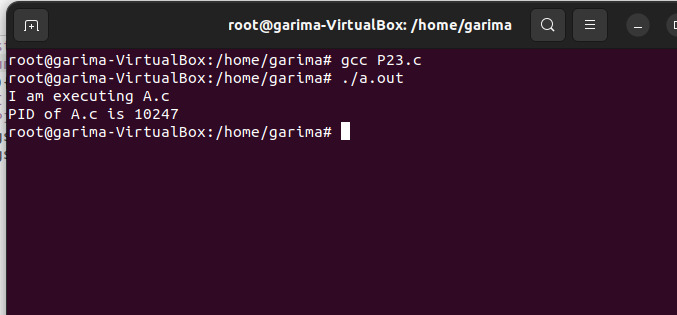 root@garima-VirtualBox: /home/garima
root@garima-VirtualBox:/home/garima# gcc P23.c
root@garima-VirtualBox:/home/garima# ./a.out
I am executing A.c
PID of A.c is 10247
root@garima-VirtualBox:/home/garima#